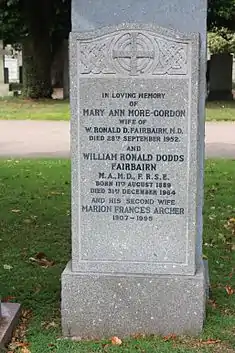 IN LOVING MEMORY
OF
MARY ANN MORE-GORDON
WIFE OF
W. RONALD D. FAIRBAIRN, M.D.
DIED 28TH SEPTEMBER 1952.
AND
WILLIAM RONALD DODDS
FAIRBAIRN
M.A., M.D., F.R.S.E.
BORN 11TH AUGUST 1889
DIED 31ST DECEMBER 1964
AND HIS SECOND WIFE
MARION FRANCES ARCHER
1907 - 1995